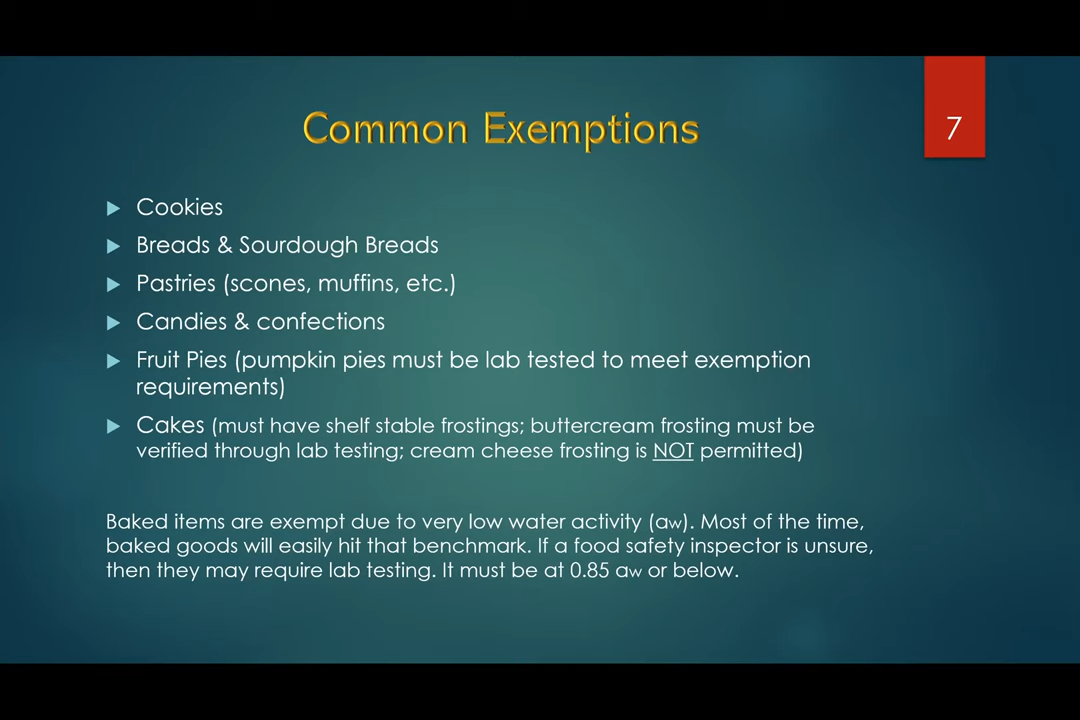 7
Common Exemptions
Cookies
Breads & Sourdough Breads
Pastries (scones, muffins, etc.)
Candies & confections
Fruit Pies (pumpkin pies must be lab tested to meet exemption
requirements)
Cakes (must have shelf stable frostings; buttercream frosting must be
verified through lab testing; cream cheese frosting is NOT permitted)
Baked items are exempt due to very low water activity (aw). Most of the time,
baked goods will easily hit that benchmark. If a food safety inspector is unsure,
then they may require lab testing. It must be at 0.85 aw or below.